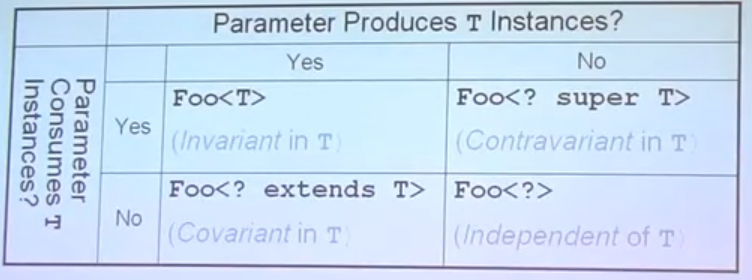 Parameter Produces T Instances?
Yes
No
Parameter
Consumes T
Instances?
Yes
Foo<T>
(Invariant in T)
Foo<? super T>
(Contravariant in T)
No
Foo<? extends T>
(Covariant in T)
Foo<?>
(Independent of T)